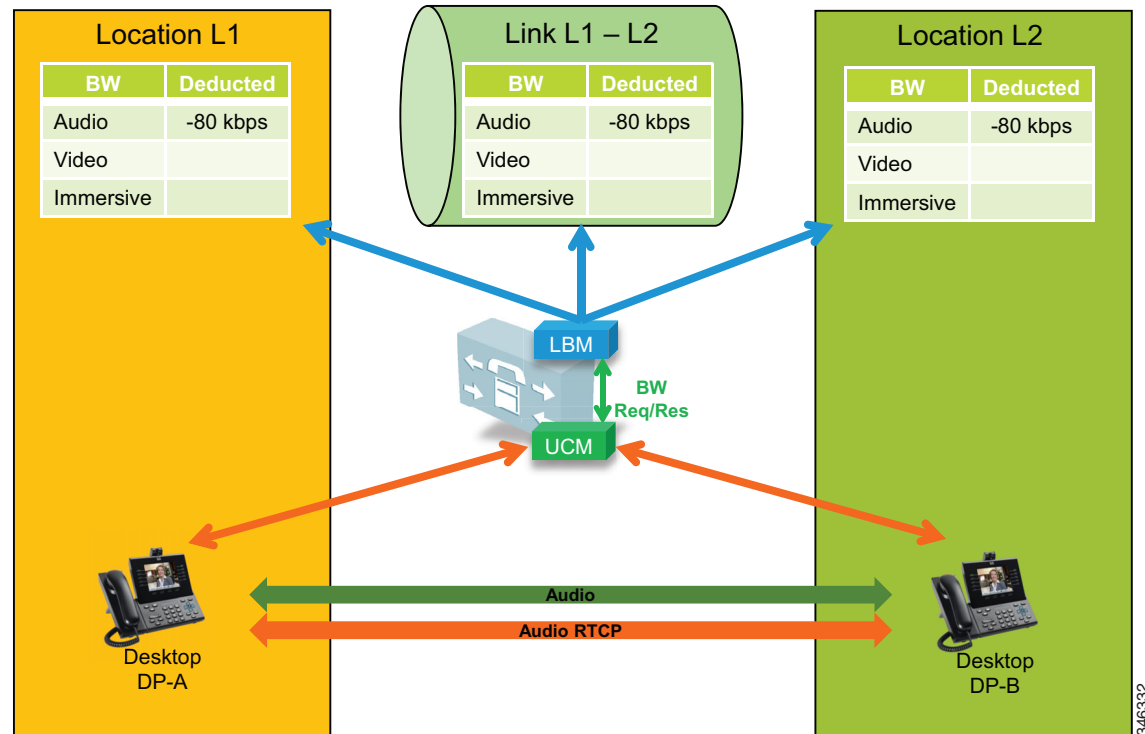 Location L1
BW Deducted
Audio -80 kbps
Video
Immersive
Link L1 – L2
BW Deducted
Audio -80 kbps
Video
Immersive
Location L2
BW Deducted
Audio -80 kbps
Video
Immersive
LBM
BW
Req/Res
UCM
Audio
Audio RTCP
Desktop
DP-A
Desktop
DP-B
346332